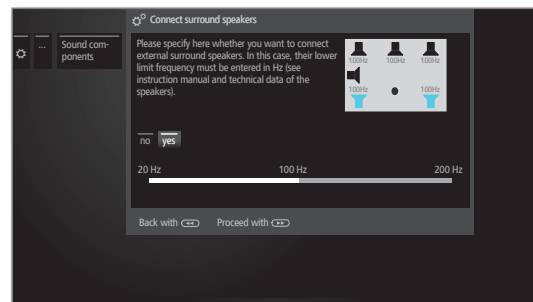 Connect surround speakers
...
Sound com-
ponents
Please specify here whether you want to connect
external surround speakers. In this case, their lower
limit frequency must be entered in Hz (see
instruction manual and technical data of the
speakers).
100Hz 100Hz 100Hz
100Hz 100Hz
no yes
20 Hz 100 Hz 200 Hz
Back with Proceed with